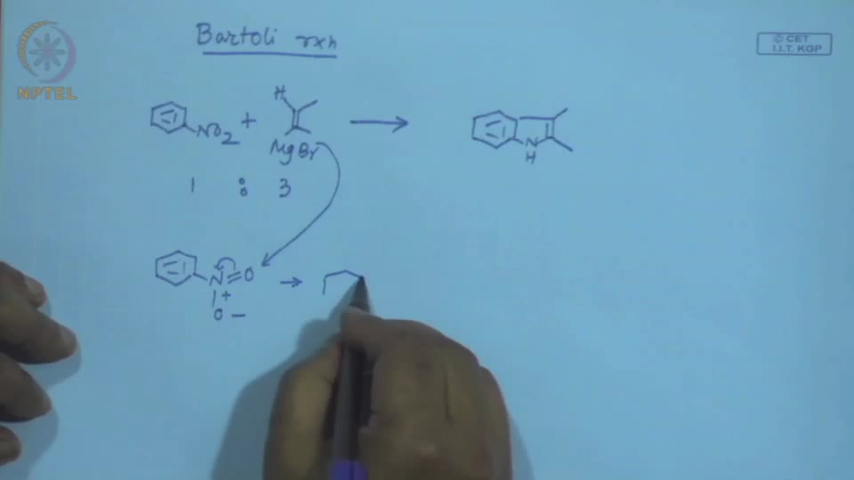 Bartoli rxn
© CET
I.I.T. KGP
NPTEL
NO2 + H MgBr
N H
1 : 3
N = O
+
O −